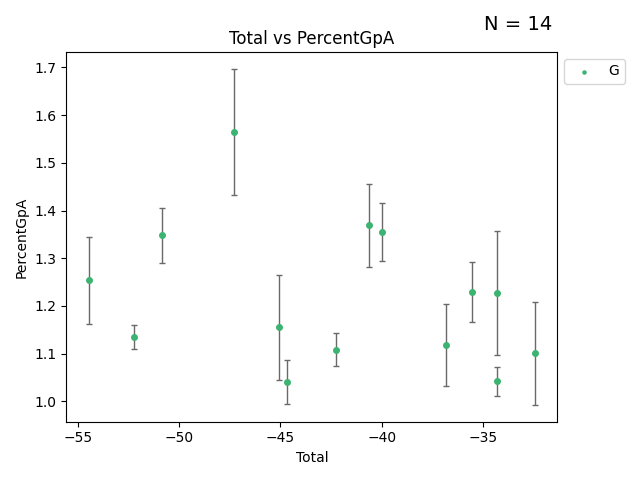 N = 14
Total vs PercentGpA
G
PercentGpA
1.7
1.6
1.5
1.4
1.3
1.2
1.1
1.0
−55 −50 −45 −40 −35
Total